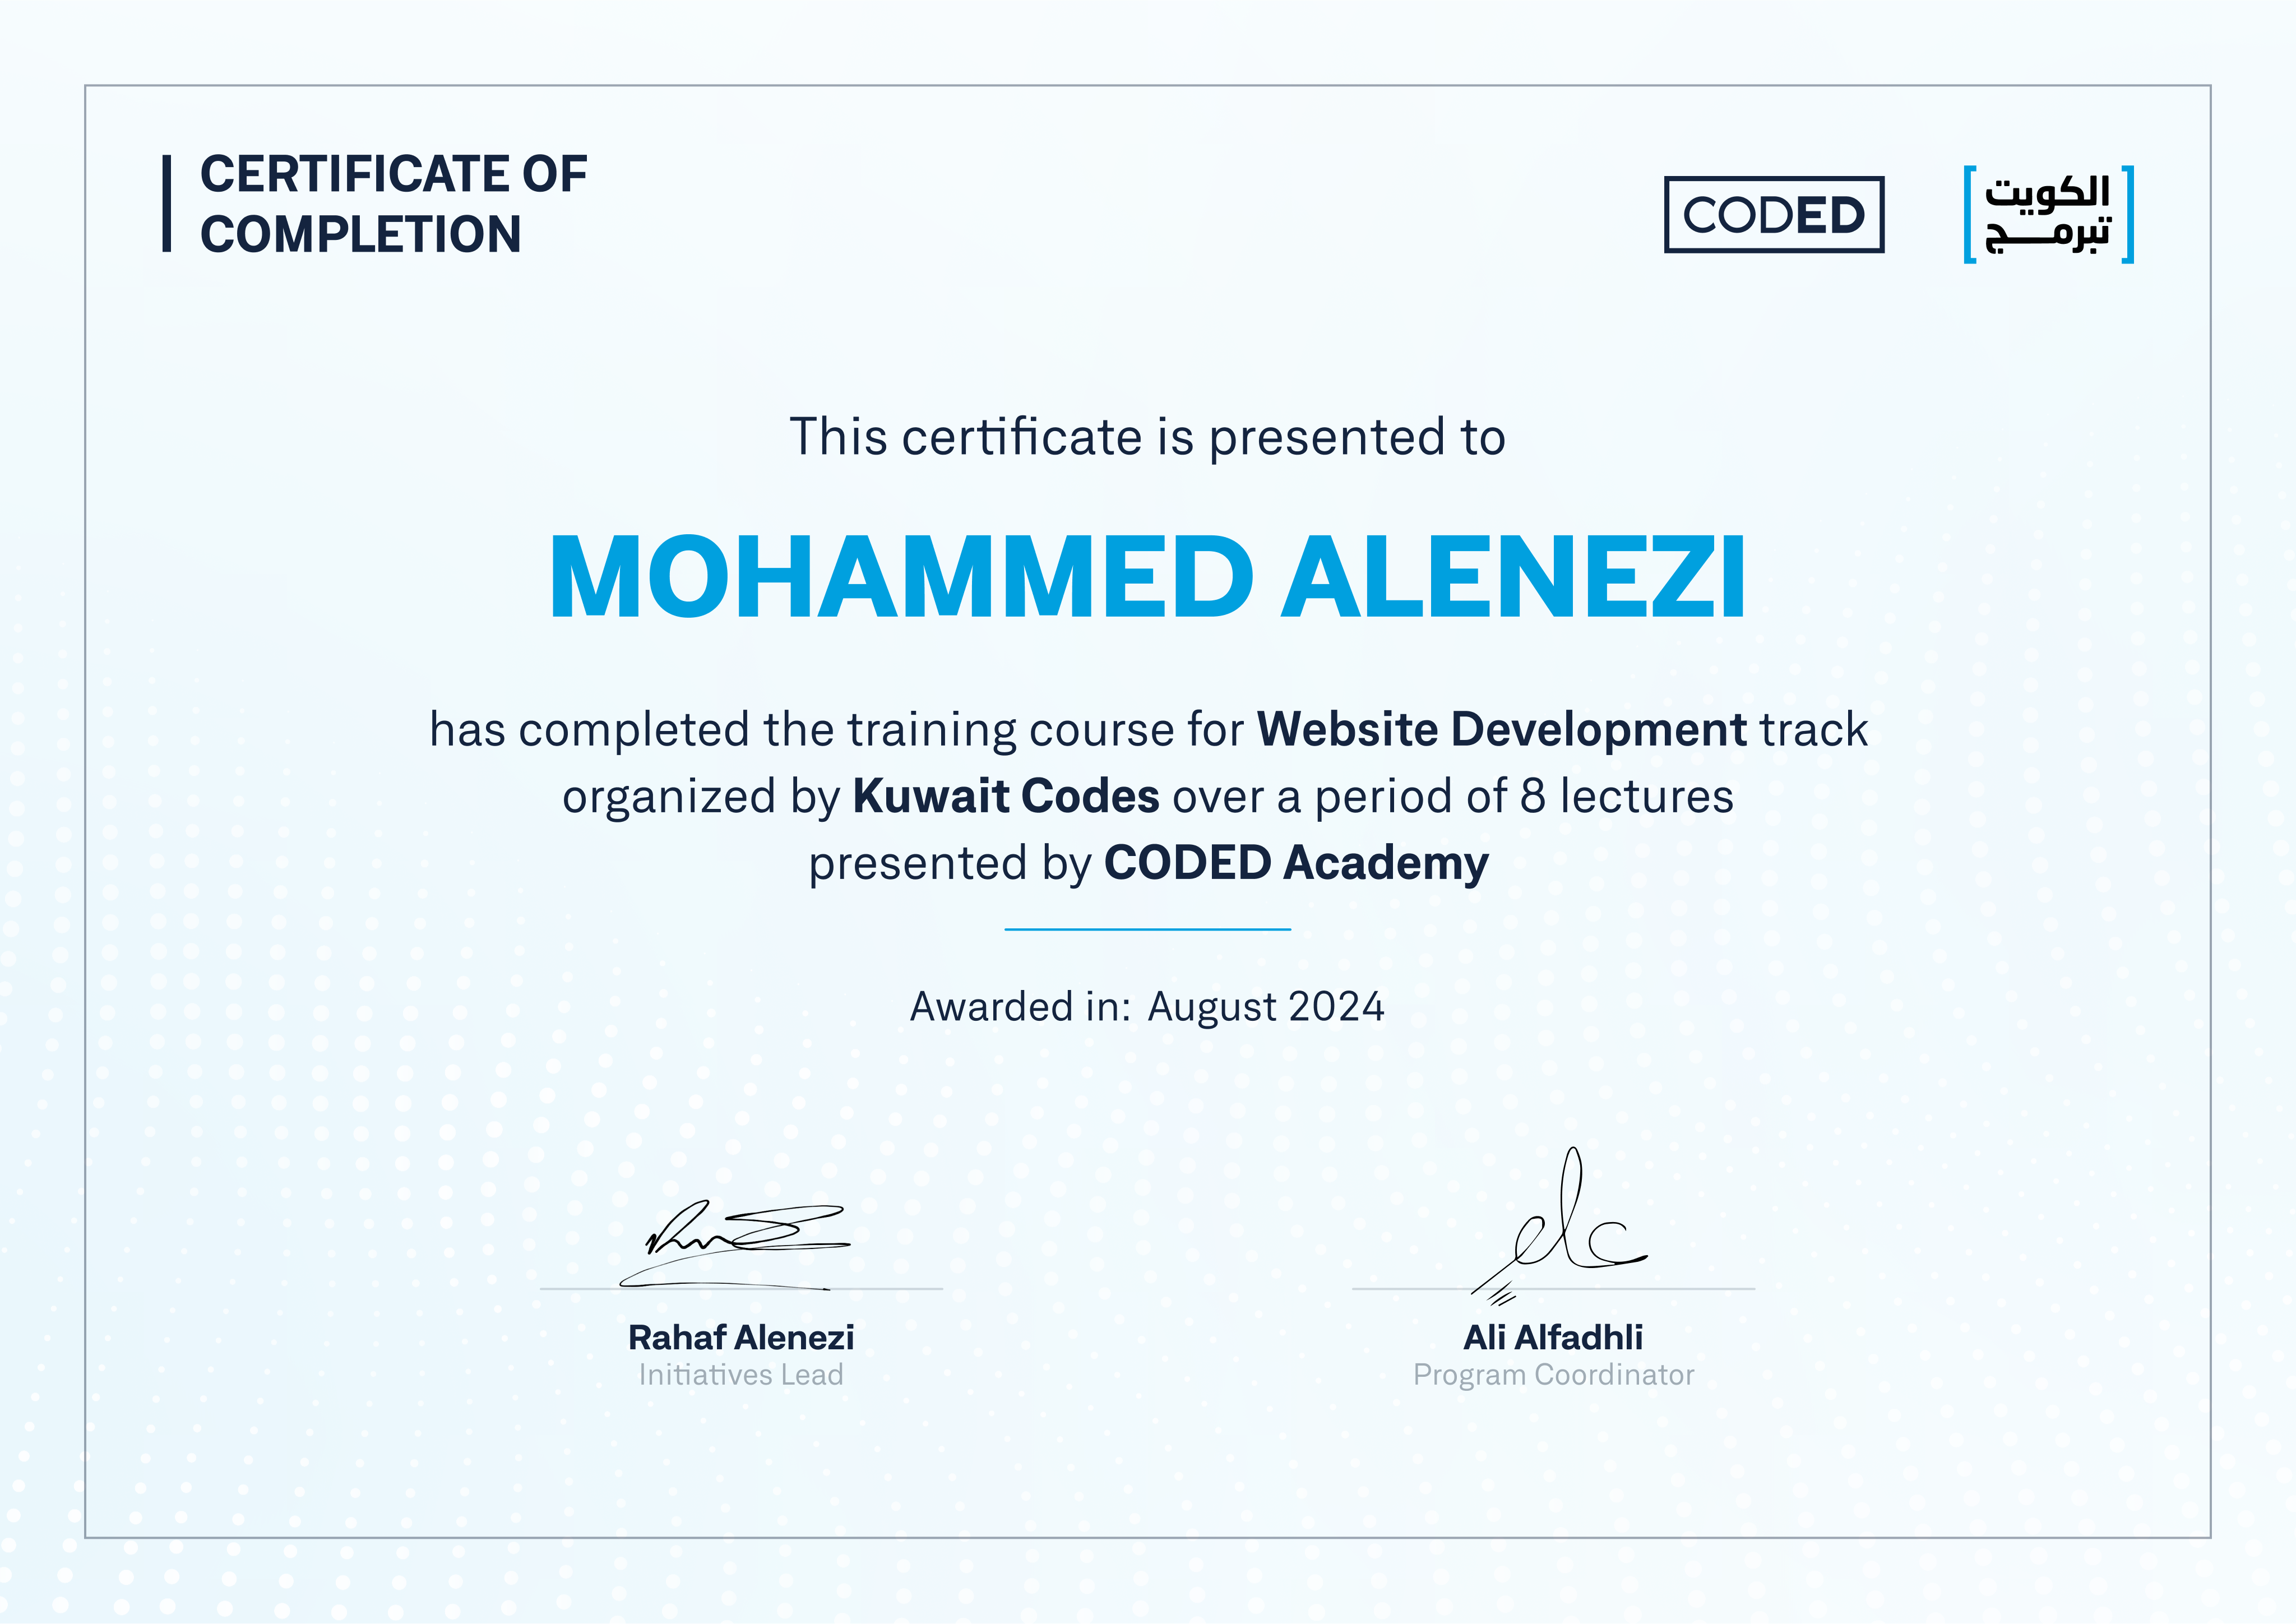 CERTIFICATE OF
COMPLETION
CODED
الكويت
تبرمج
This certificate is presented to
MOHAMMED ALENEZI
has completed the training course for Website Development track
organized by Kuwait Codes over a period of 8 lectures
presented by CODED Academy
Awarded in: August 2024
Rahaf Alenezi
Initiatives Lead
Ali Alfadhli
Program Coordinator